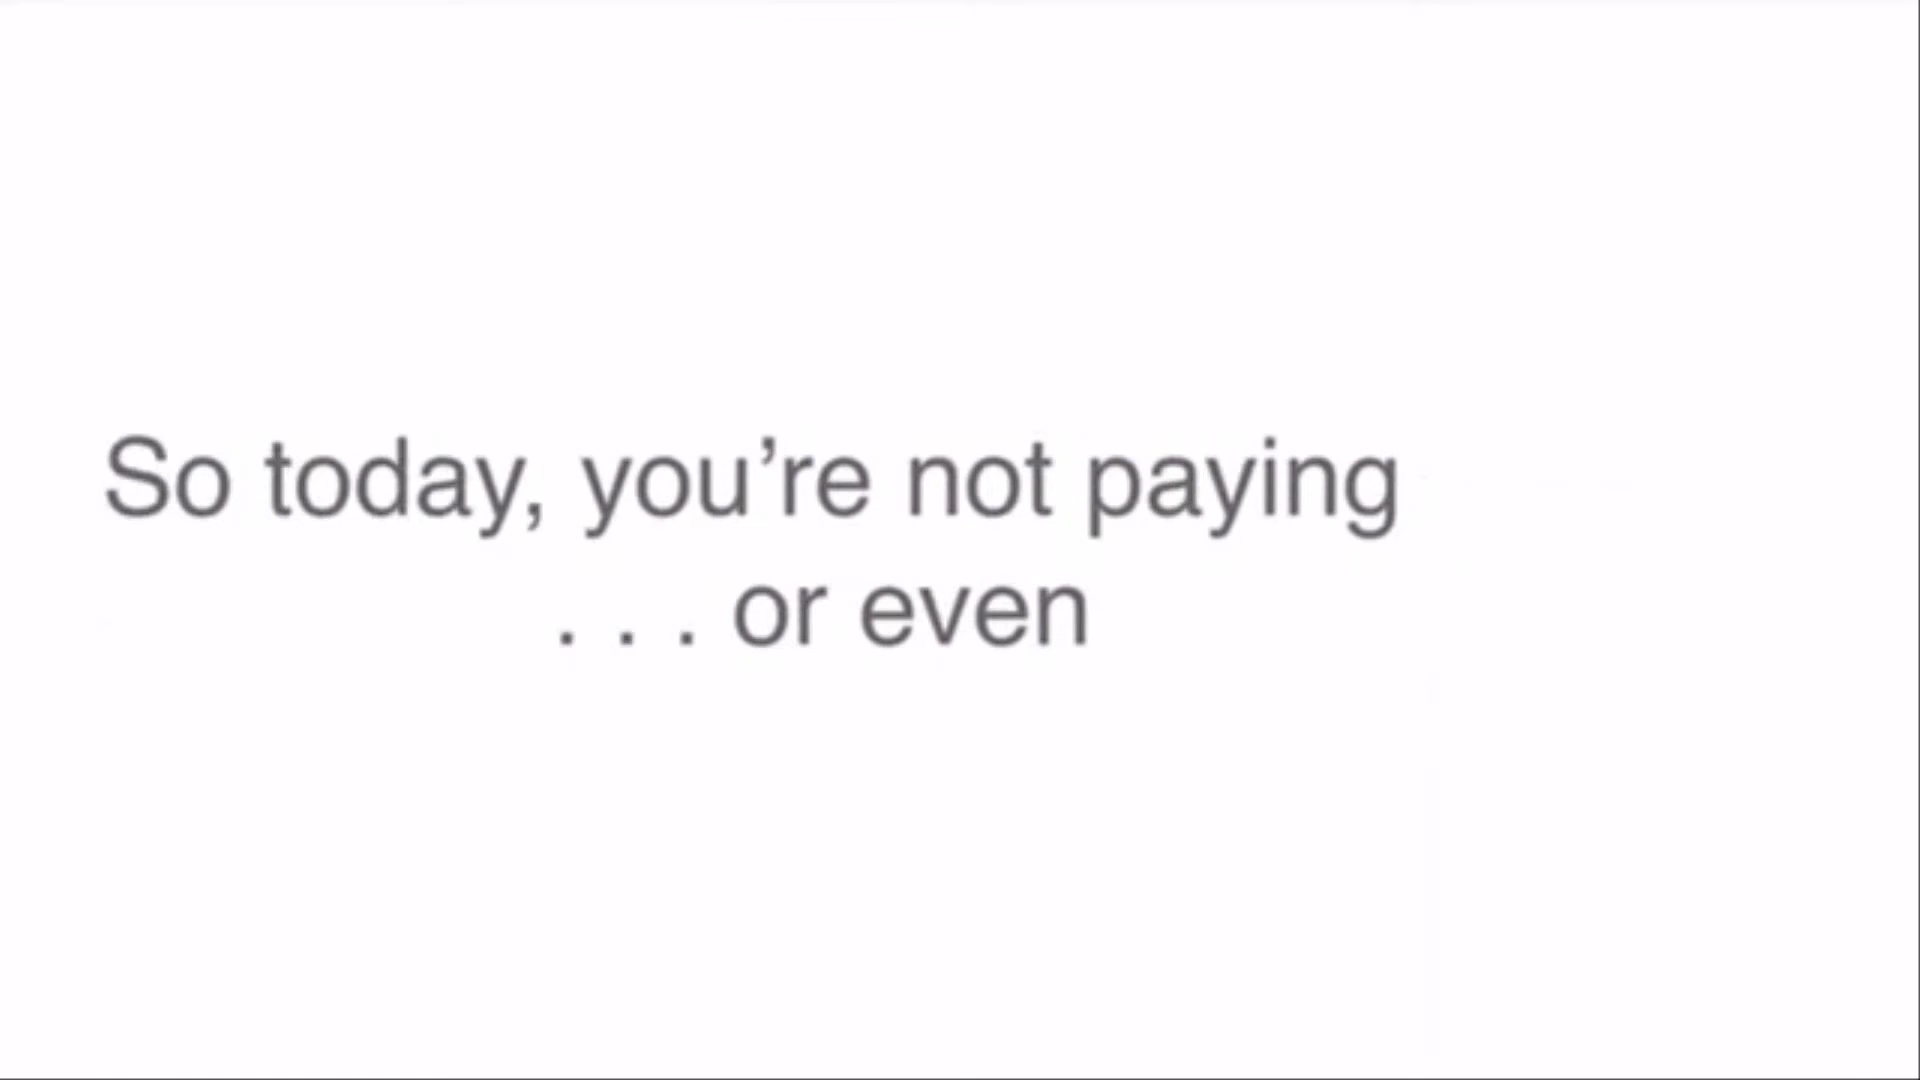 So today, you’re not paying
. . . or even